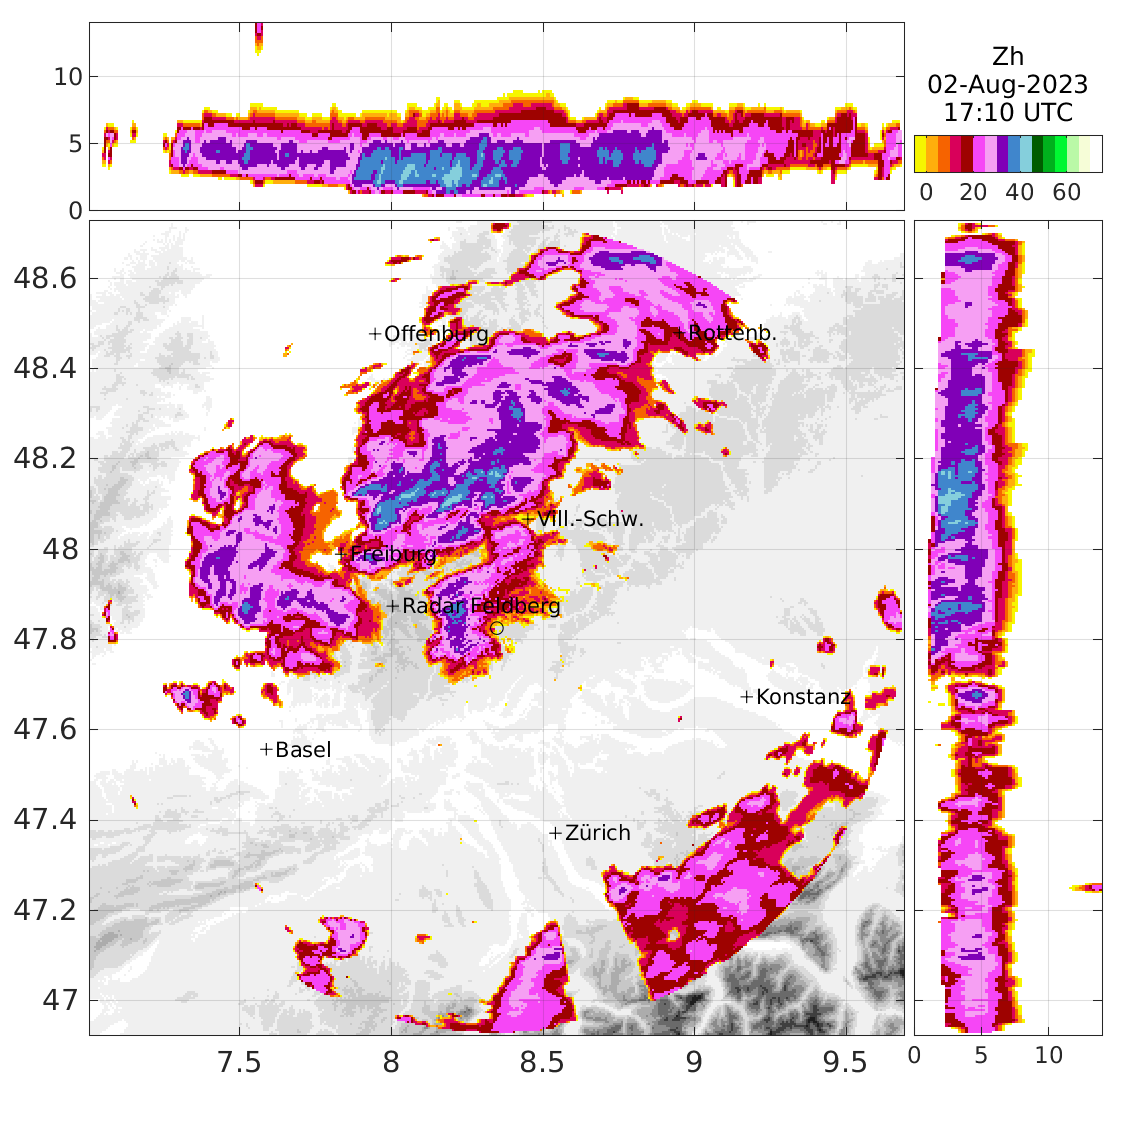 10
5
0
Zh
02-Aug-2023
17:10 UTC
0 20 40 60
48.6
48.4
48.2
48
47.8
47.6
47.4
47.2
47
Offenburg
Rottenb.
Vill.-Schw.
Freiburg
Radar Feldberg
Konstanz
Basel
Zürich
7.5 8 8.5 9 9.5
0 5 10